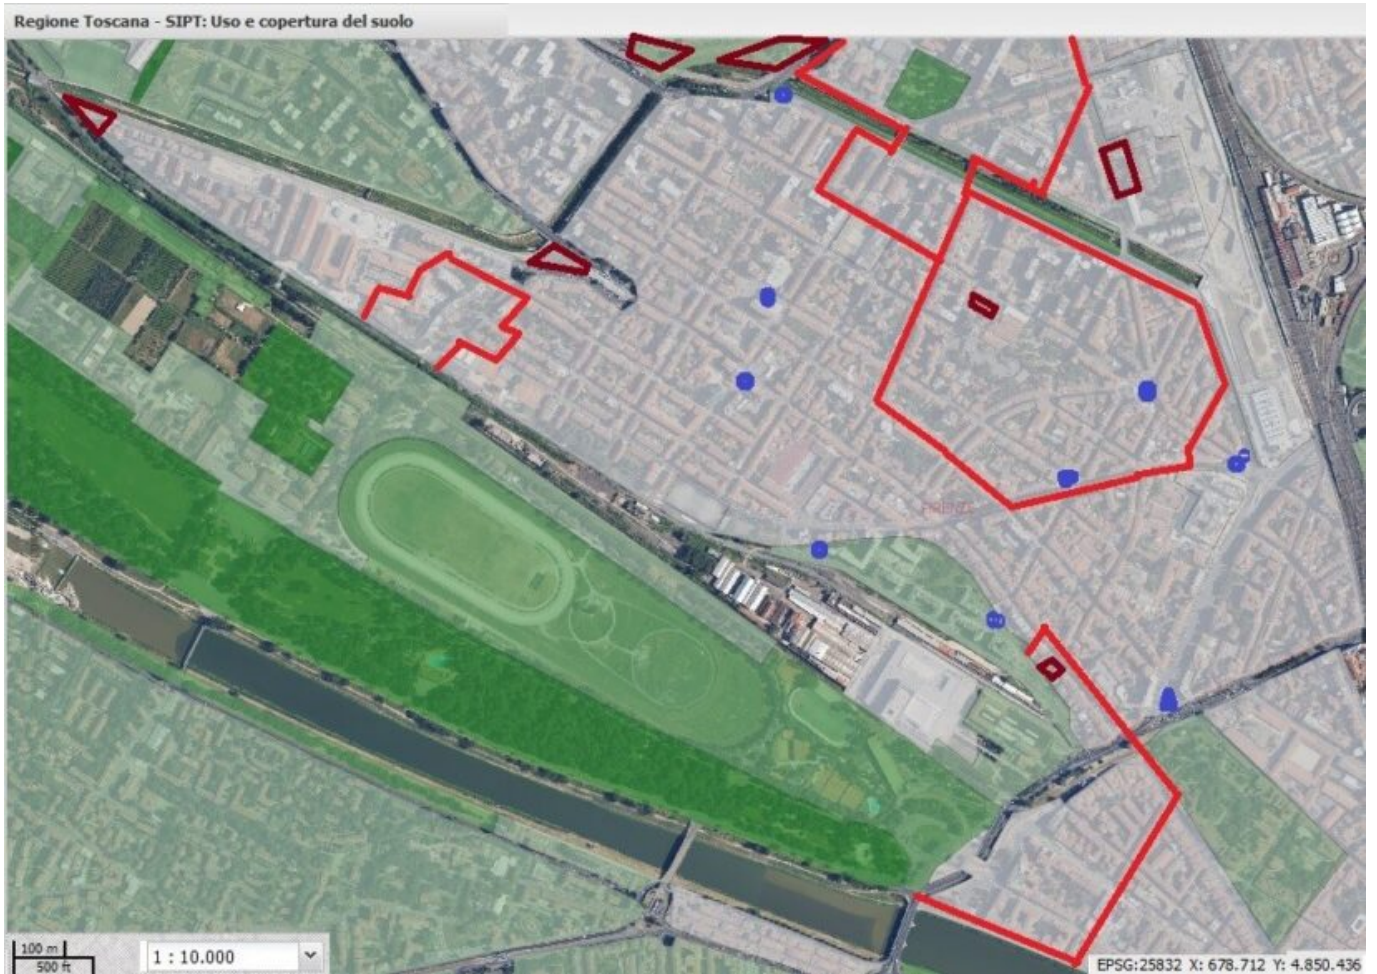 Regione Toscana - SIPT: Uso e copertura del suolo
FIRENZE
100 m
500 ft
1 : 10.000
EPSG:25832 X: 678.712 Y: 4.850.436